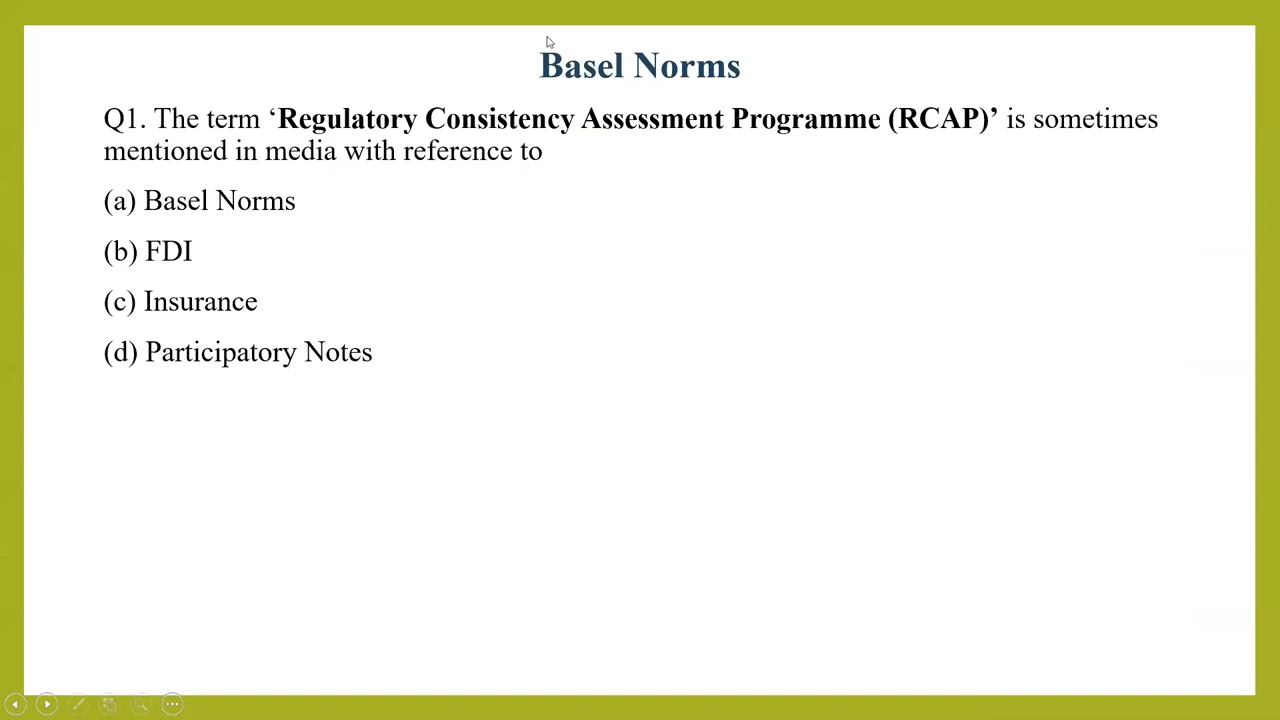 Basel Norms
Q1. The term ‘Regulatory Consistency Assessment Programme (RCAP)’ is sometimes
mentioned in media with reference to
(a) Basel Norms
(b) FDI
(c) Insurance
(d) Participatory Notes